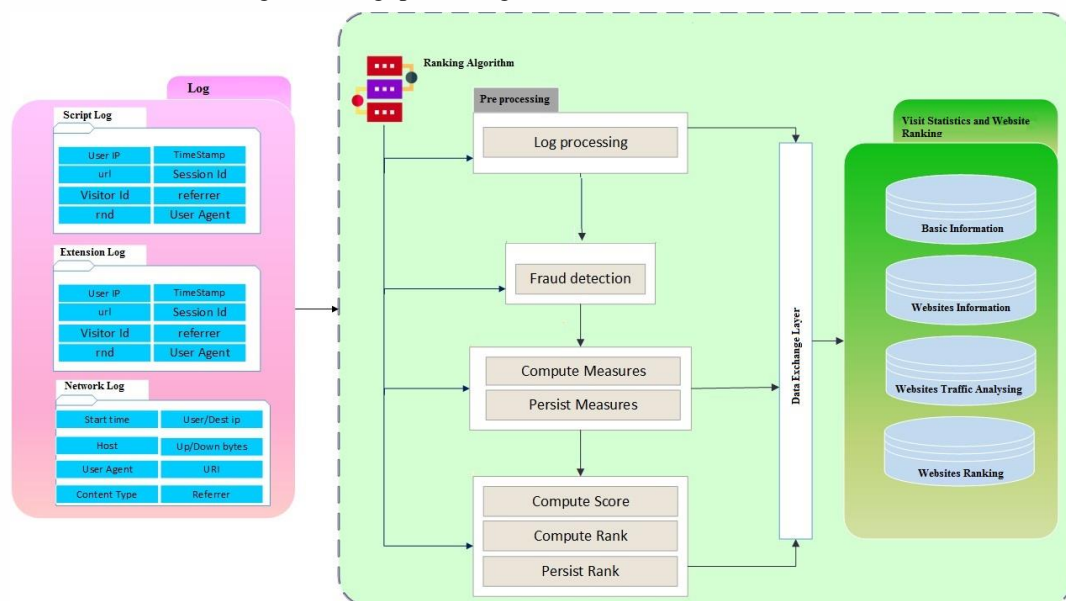 Log
Script Log
User IP
TimeStamp
url
Session Id
Visitor Id
referrer
rnd
User Agent
Extension Log
User IP
TimeStamp
url
Session Id
Visitor Id
referrer
rnd
User Agent
Network Log
Start time
User/Dest ip
Host
Up/Down bytes
User Agent
URI
Content Type
Referrer
Ranking Algorithm
Pre processing
Log processing
Fraud detection
Compute Measures
Persist Measures
Compute Score
Compute Rank
Persist Rank
Data Exchange Layer
Visit Statistics and Website
Ranking
Basic Information
Websites Information
Websites Traffic Analysing
Websites Ranking